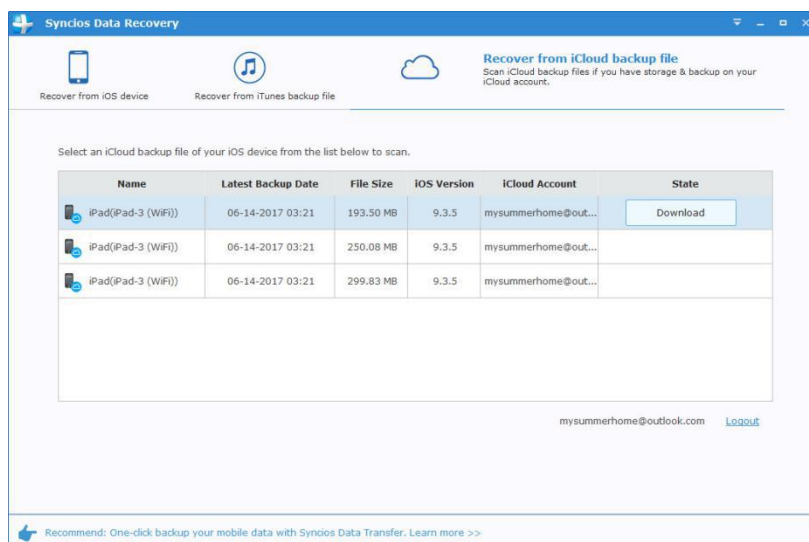 Syncios Data Recovery
Recover from iOS device
Recover from iTunes backup file
Recover from iCloud backup file
Scan iCloud backup files if you have storage & backup on your
iCloud account.
Select an iCloud backup file of your iOS device from the list below to scan.
Name Latest Backup Date File Size iOS Version iCloud Account State
iPad(iPad-3 (WiFi)) 06-14-2017 03:21 193.50 MB 9.3.5 mysummerhome@out... Download
iPad(iPad-3 (WiFi)) 06-14-2017 03:21 250.08 MB 9.3.5 mysummerhome@out...
iPad(iPad-3 (WiFi)) 06-14-2017 03:21 299.83 MB 9.3.5 mysummerhome@out...
mysummerhome@outlook.com Logout
Recommend: One-click backup your mobile data with Syncios Data Transfer. Learn more >>